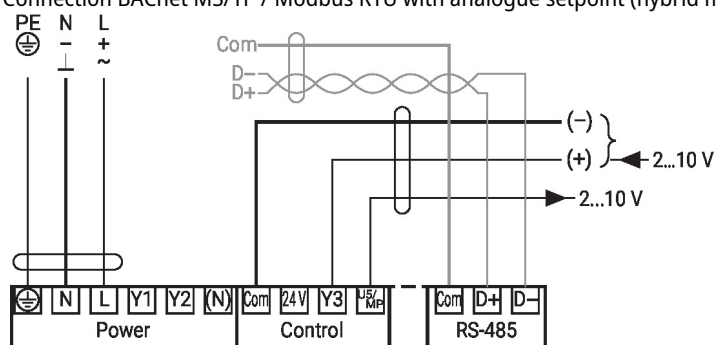 Connection BACnet MS/TP / Modbus RTU with analogue setpoint (hybrid
PE N L
– +
~
Com
D–
D+
(–)
(+) 2...10 V
2...10 V
N L Y1 Y2 (N) Com 24V Y3 U5/MP Com D+ D–
Power Control RS-485